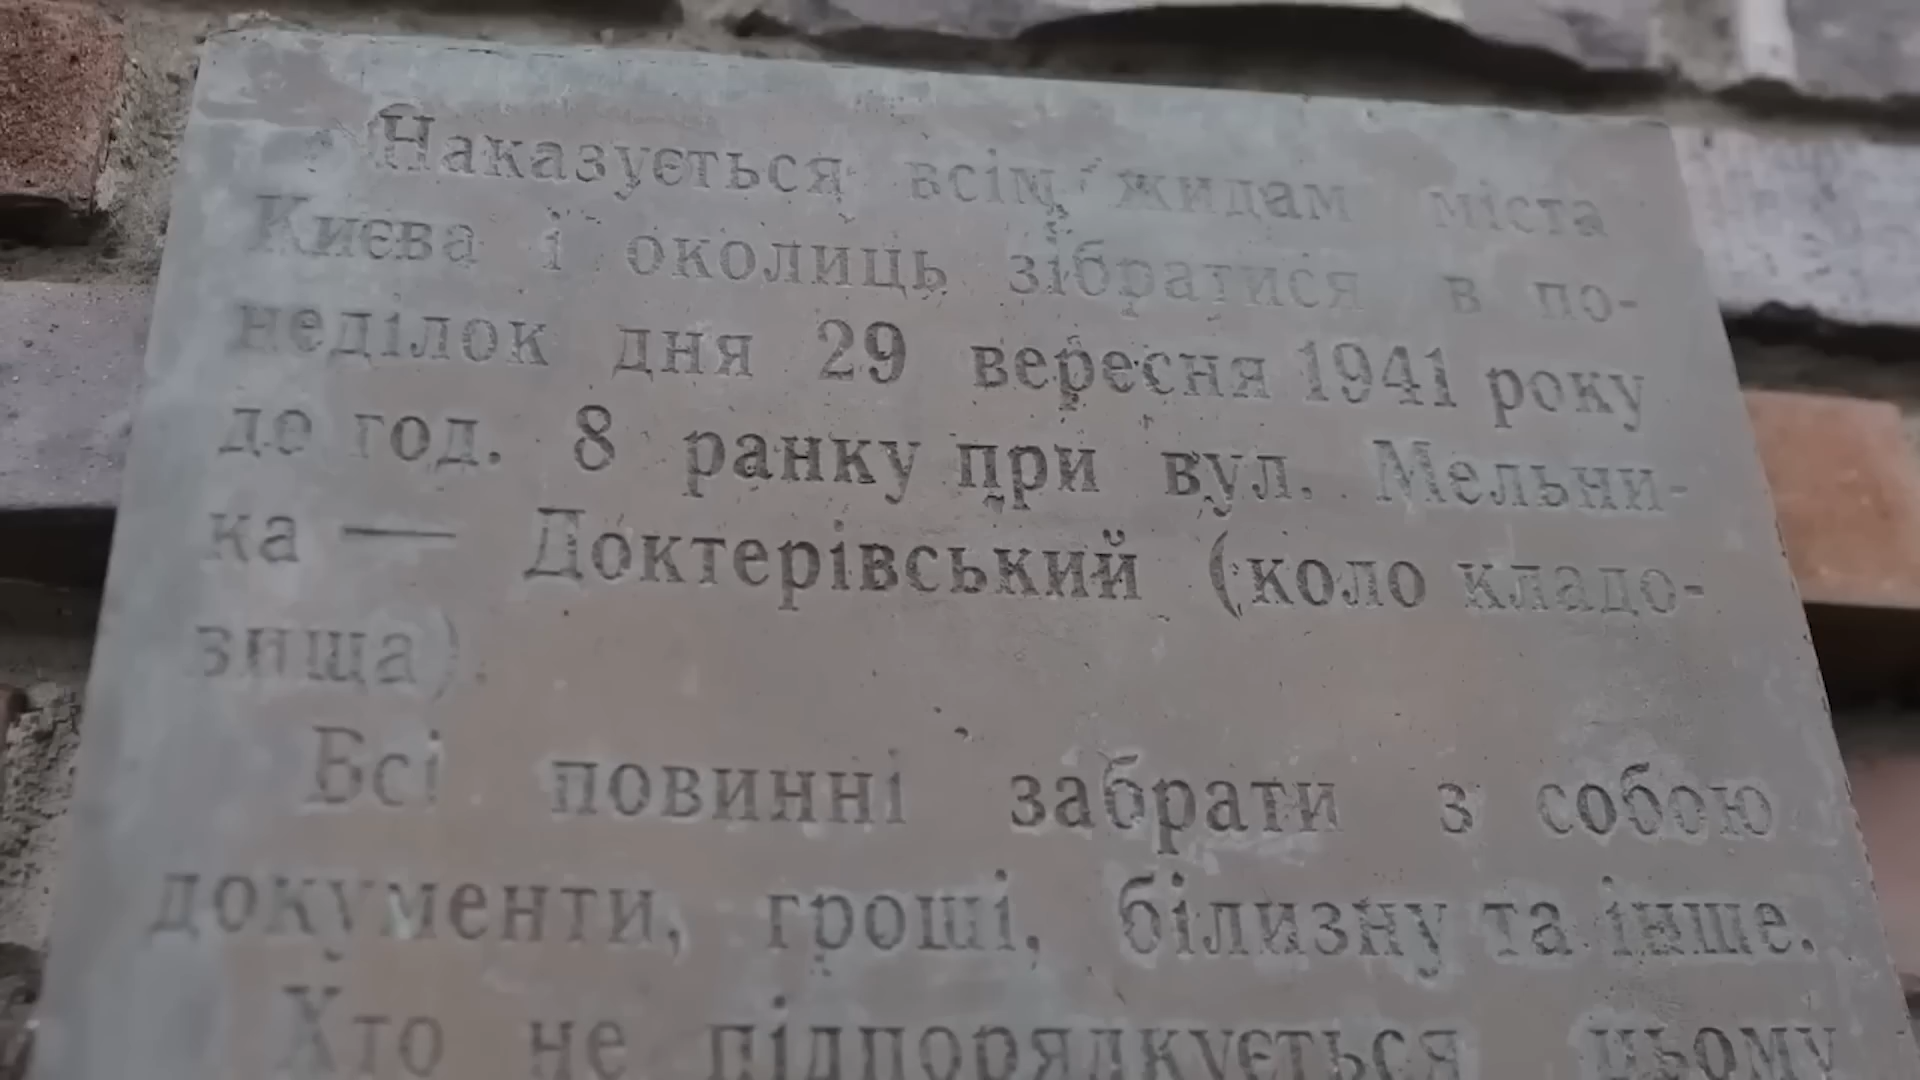 Наказується всім жидам міста
Києва і околиць зібратися в по-
неділок дня 29 вересня 1941 року
до год. 8 ранку при вул. Мельни-
ка — Доктерівський (коло кладо-
вища).
Всі повинні забрати з собою
документи, гроші, білизну та інше.
Хто не підпорядкується цьому